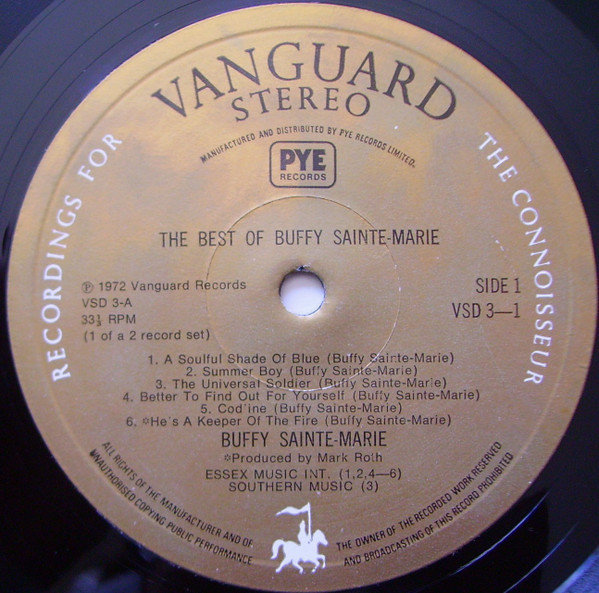 VANGUARD
STEREO
MANUFACTURED AND DISTRIBUTED BY PYE RECORDS LIMITED.
PYE
RECORDS
RECORDINGS FOR
THE CONNOISSEUR
THE BEST OF BUFFY SAINTE-MARIE
Ⓟ 1972 Vanguard Records
VSD 3-A
33⅓ RPM
(1 of a 2 record set)
SIDE 1
VSD 3—1
1. A Soulful Shade Of Blue (Buffy Sainte-Marie)
2. Summer Boy (Buffy Sainte-Marie)
3. The Universal Soldier (Buffy Sainte-Marie)
4. Better To Find Out For Yourself (Buffy Sainte-Marie)
5. Cod'ine (Buffy Sainte-Marie)
6. ✡He's A Keeper Of The Fire (Buffy Sainte-Marie)
BUFFY SAINTE-MARIE
✡Produced by Mark Roth
ESSEX MUSIC INT. (1,2,4—6)
SOUTHERN MUSIC (3)
ALL RIGHTS OF THE MANUFACTURER AND OF
THE OWNER OF THE RECORDED WORK RESERVED
UNAUTHORISED COPYING PUBLIC PERFORMANCE
AND BROADCASTING OF THIS RECORD PROHIBITED